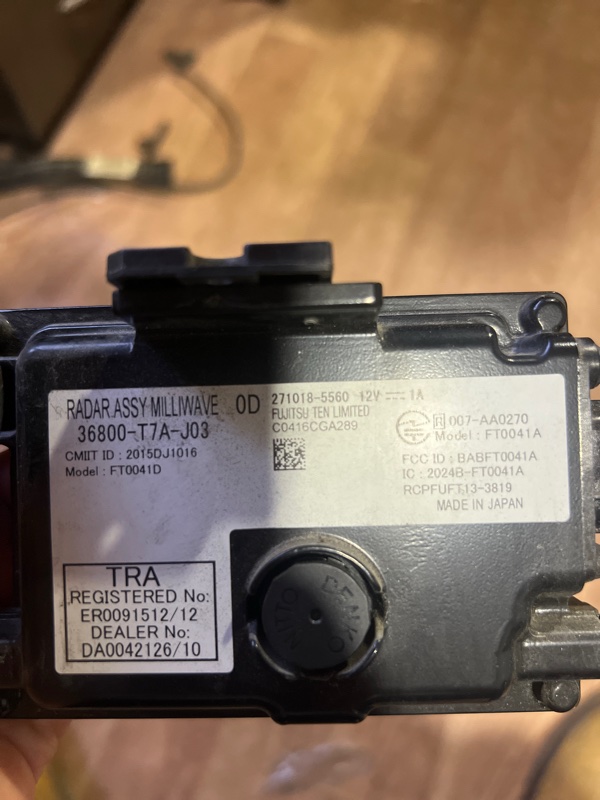 RADAR ASSY MILLIWAVE 0D
36800-T7A-J03
CMIIT ID : 2015DJ1016
Model : FT0041D
271018-5560 12V 1A
FUJITSU TEN LIMITED
C0416CGA289
R 007-AA0270
Model : FT0041A
FCC ID : BABFT0041A
IC : 2024B-FT0041A
RCPFUFT13-3819
MADE IN JAPAN
TRA
REGISTERED No:
ER0091512/12
DEALER No:
DA0042126/10
NITTO DENKO